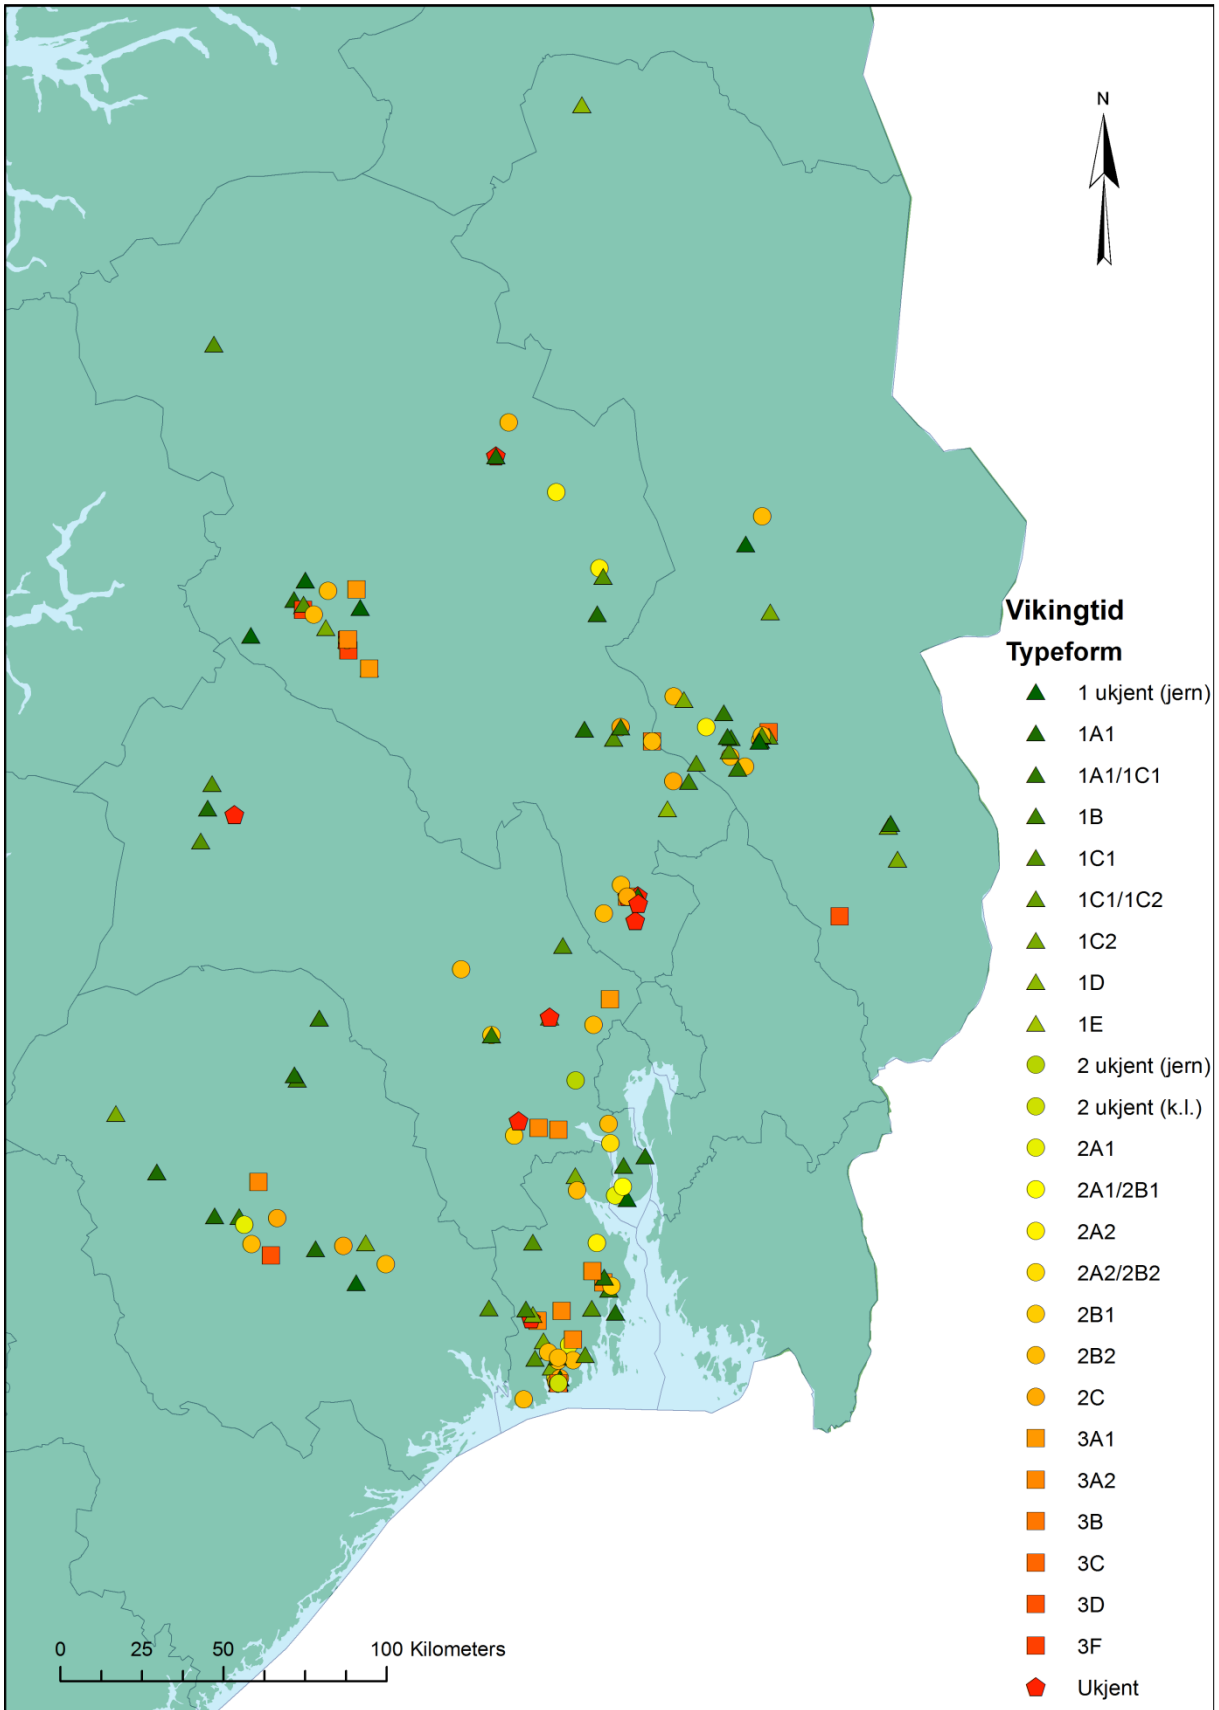 N
Vikingtid
Typeform
1 ukjent (jern)
1A1
1A1/1C1
1B
1C1
1C1/1C2
1C2
1D
1E
2 ukjent (jern)
2 ukjent (k.l.)
2A1
2A1/2B1
2A2
2A2/2B2
2B1
2B2
2C
3A1
3A2
3B
3C
3D
3F
Ukjent
0 25 50 100 Kilometers